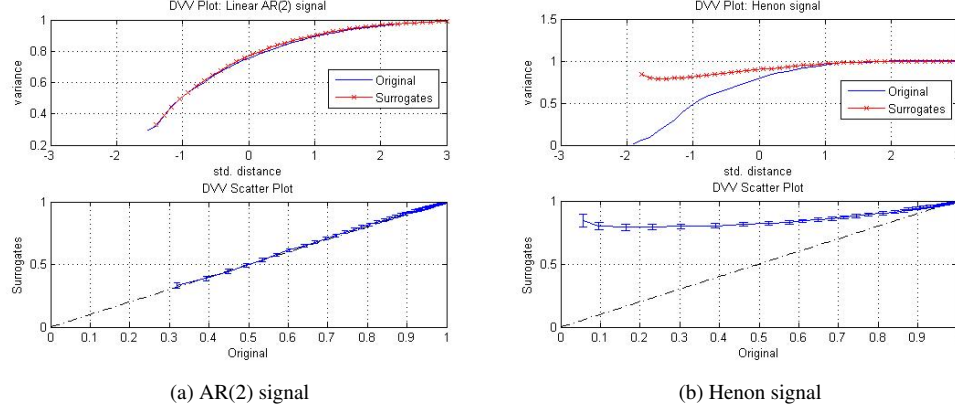 DVV Plot: Linear AR(2) signal
1
0.8
0.6
0.4
0.2
variance
Original
Surrogates
-3 -2 -1 0 1 2 3
std. distance
DVV Scatter Plot
1
0.5
0
Surrogates
0 0.1 0.2 0.3 0.4 0.5 0.6 0.7 0.8 0.9 1
Original
(a) AR(2) signal
DVV Plot: Henon signal
1.5
1
0.5
0
variance
Original
Surrogates
-3 -2 -1 0 1 2 3
std. distance
DVV Scatter Plot
1
0.5
0
Surrogates
0 0.1 0.2 0.3 0.4 0.5 0.6 0.7 0.8 0.9
Original
(b) Henon signal